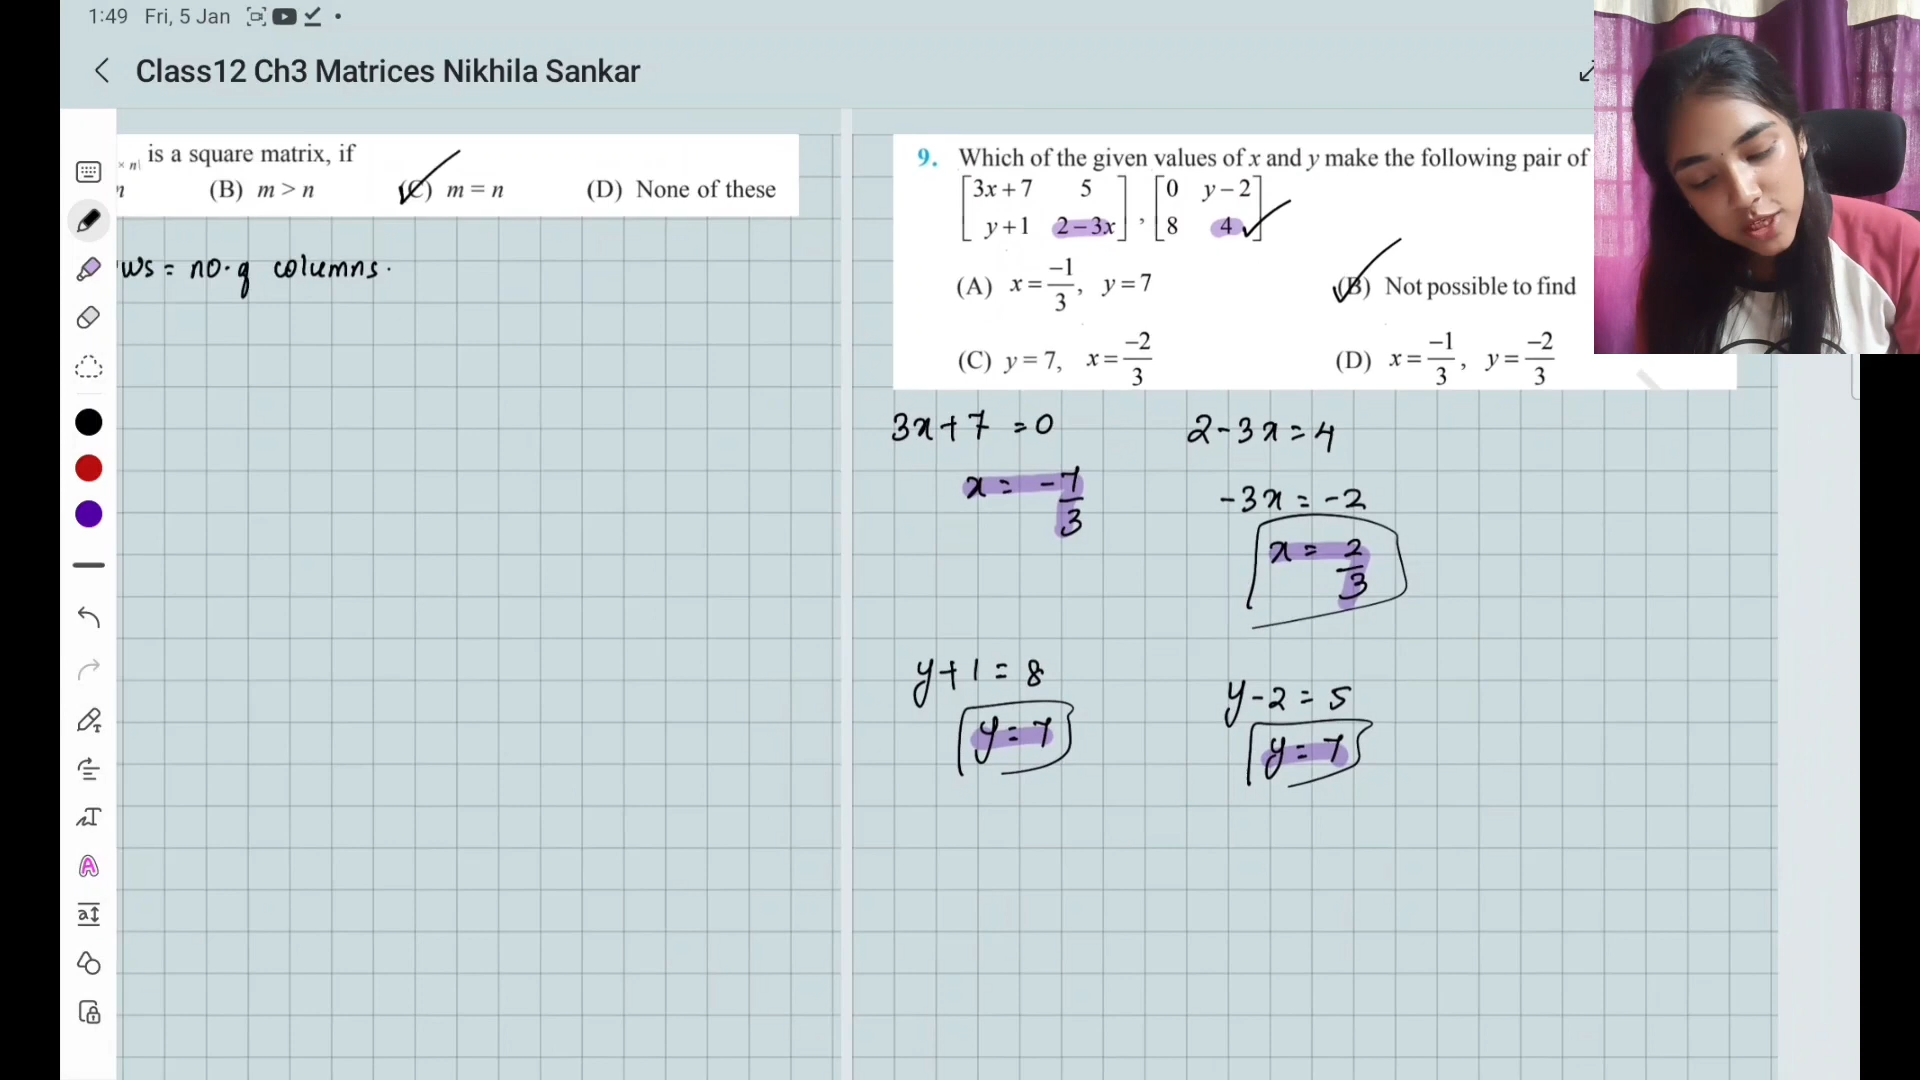 1:49 Fri, 5 Jan
Class12 Ch3 Matrices Nikhila Sankar
× n] is a square matrix, if
n (B) m > n (C) m = n (D) None of these
ws = no. of columns.
9. Which of the given values of x and y make the following pair of
[3x + 7 5] , [0 y – 2]
[y + 1 2 – 3x] [8 4]
(A) x = –1/3, y = 7 (B) Not possible to find
(C) y = 7, x = –2/3 (D) x = –1/3, y = –2/3
3x + 7 = 0
x = -7/3
2 - 3x = 4
-3x = -2
x = 2/3
y + 1 = 8
y = 7
y - 2 = 5
y = 7